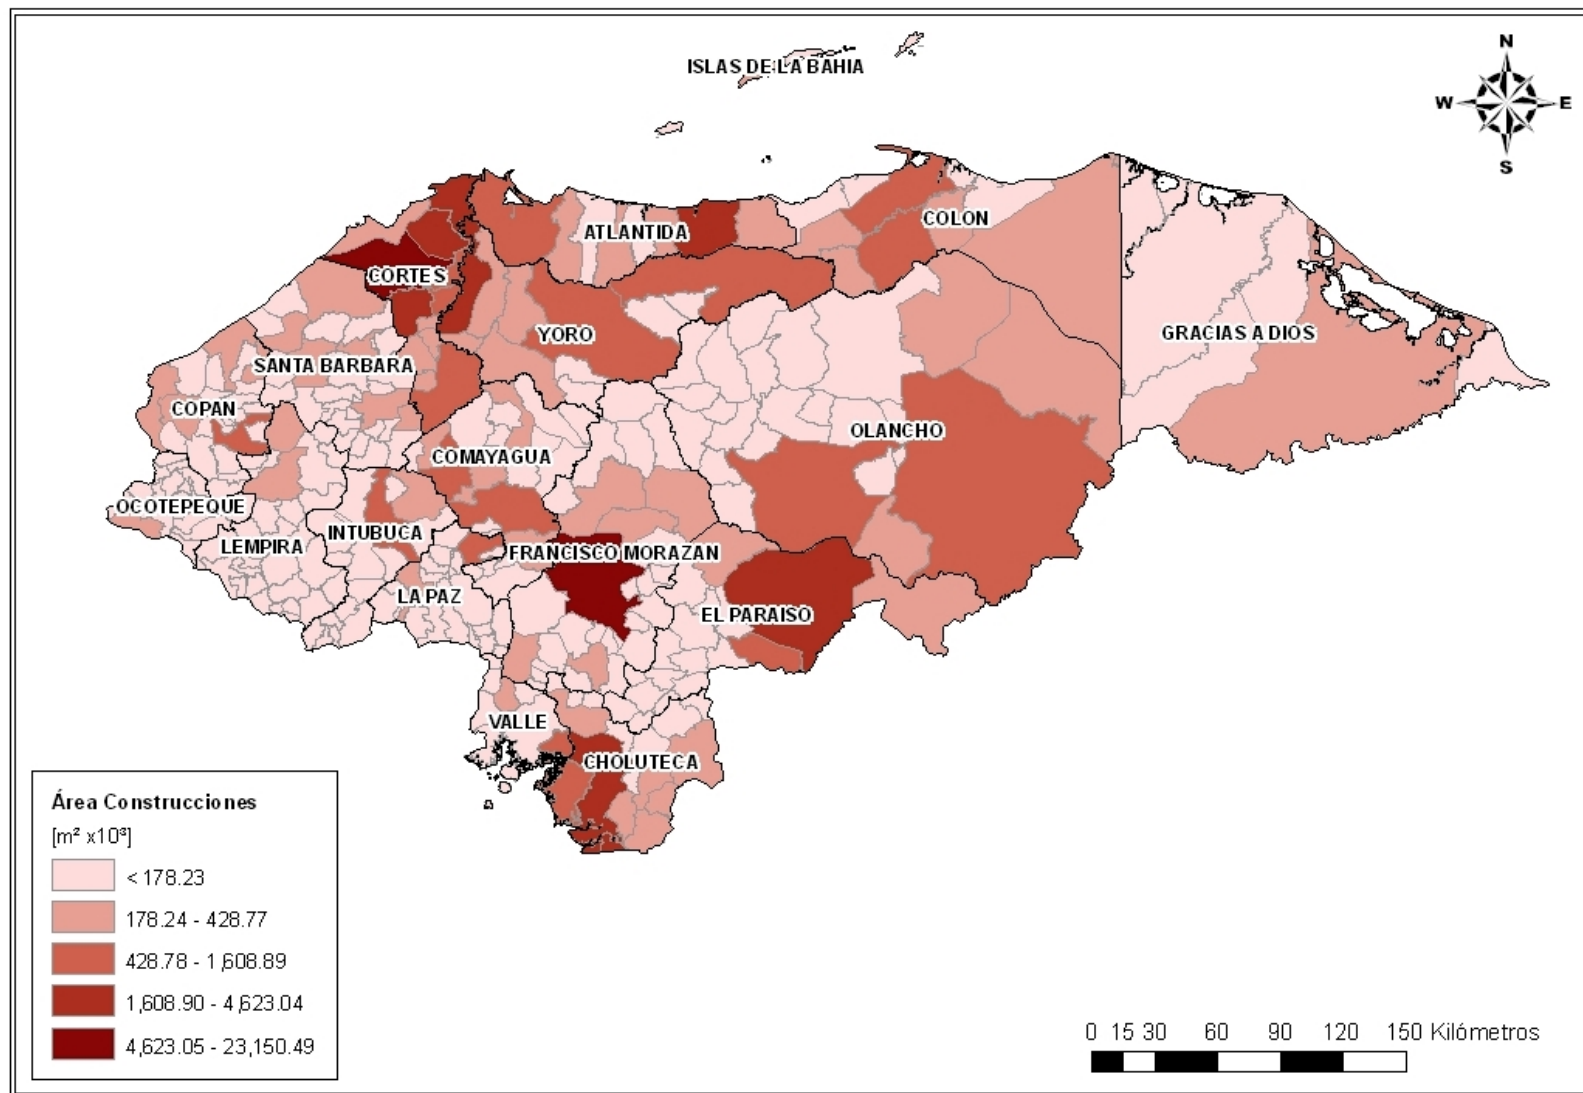 ISLAS DE LA BAHIA
N
W
E
S
COLON
ATLANTIDA
CORTES
YORO
GRACIAS A DIOS
SANTA BARBARA
COPAN
OLANCHO
COMAYAGUA
OCOTEPEQUE
INTUBUCA
LEMPIRA
FRANCISCO MORAZAN
LA PAZ
EL PARAISO
VALLE
CHOLUTECA
Área Construcciones
[m² x10³]
< 178.23
178.24 - 428.77
428.78 - 1,608.89
1,608.90 - 4,623.04
4,623.05 - 23,150.49
0 15 30 60 90 120 150 Kilómetros